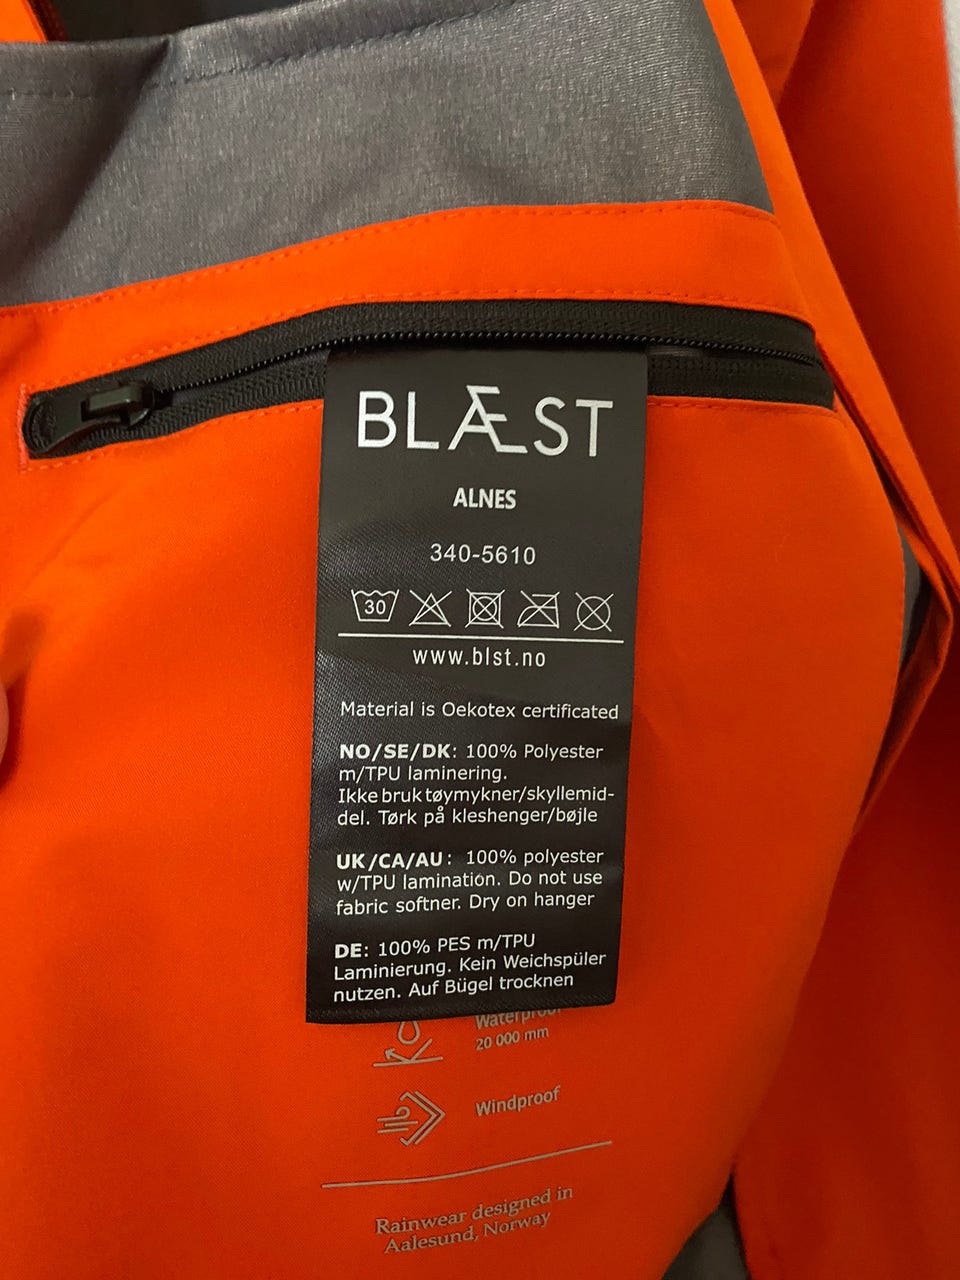 BLÆST
ALNES
340-5610
30
www.blst.no
Material is Oekotex certificated
NO/SE/DK: 100% Polyester
m/TPU laminering.
Ikke bruk tøymykner/skyllemid-
del. Tørk på kleshenger/bøjle
UK/CA/AU: 100% polyester
w/TPU lamination. Do not use
fabric softner. Dry on hanger
DE: 100% PES m/TPU
Laminierung. Kein Weichspüler
nutzen. Auf Bügel trocknen
Waterproof
20 000 mm
Windproof
Rainwear designed in
Aalesund, Norway